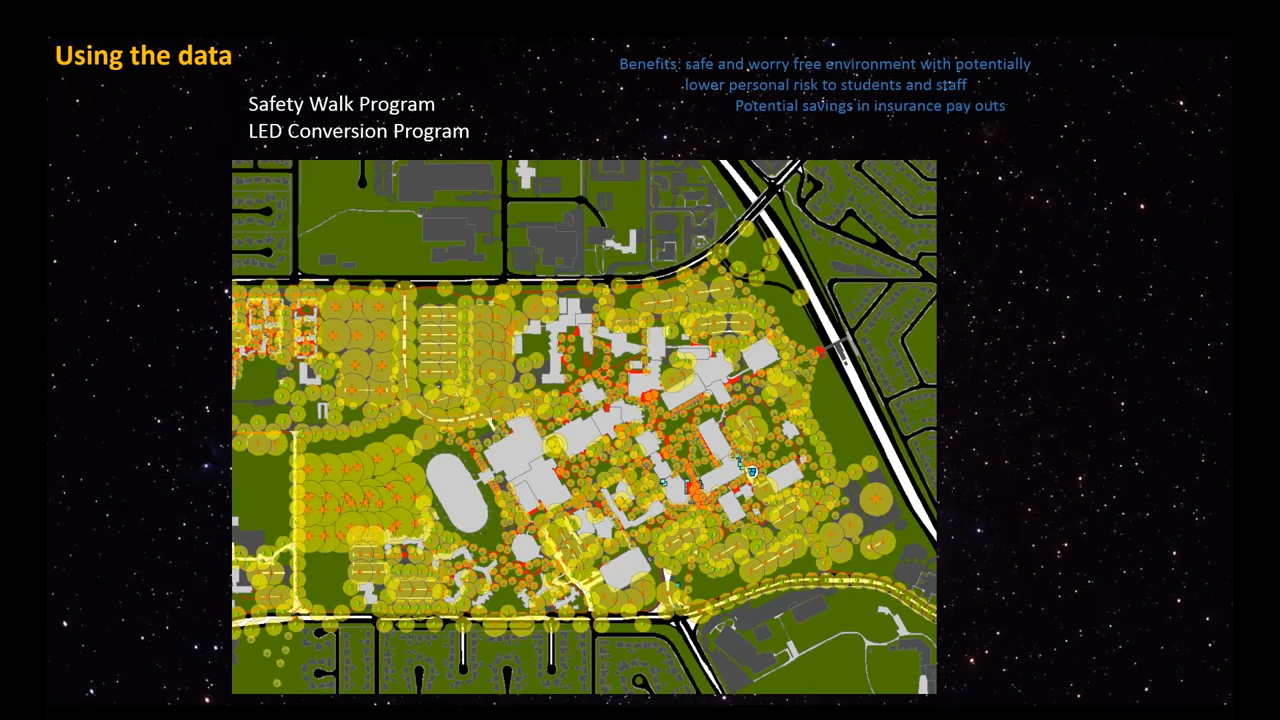 Using the data
Benefits: safe and worry free environment with potentially
lower personal risk to students and staff
Potential savings in insurance pay outs
Safety Walk Program
LED Conversion Program